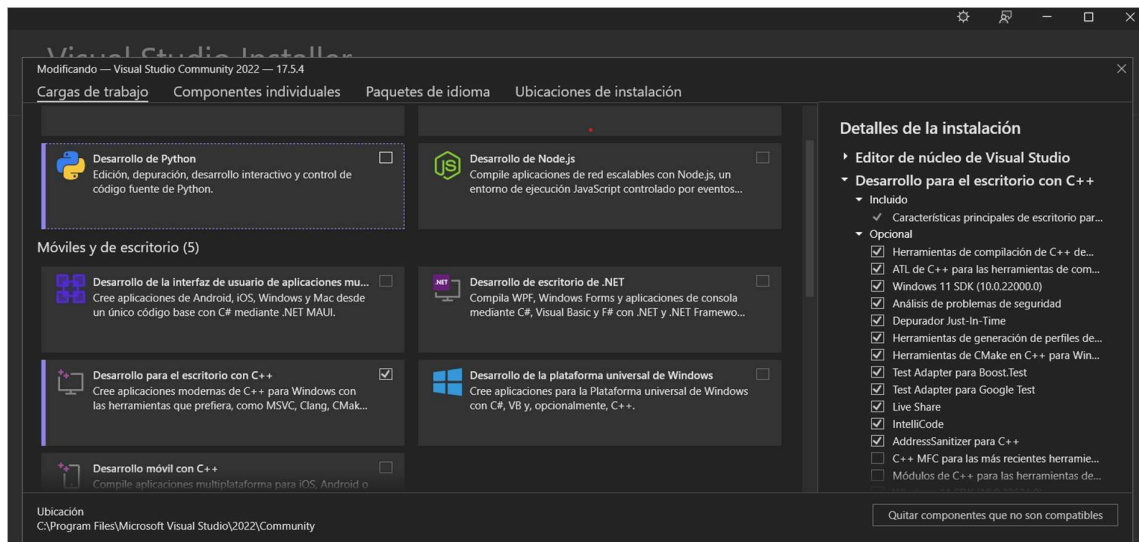 Visual Studio Installer
Modificando — Visual Studio Community 2022 — 17.5.4
Cargas de trabajo Componentes individuales Paquetes de idioma Ubicaciones de instalación
Desarrollo de Python
Edición, depuración, desarrollo interactivo y control de
código fuente de Python.
JS
Desarrollo de Node.js
Compile aplicaciones de red escalables con Node.js, un
entorno de ejecución JavaScript controlado por eventos...
Móviles y de escritorio (5)
Desarrollo de la interfaz de usuario de aplicaciones mu...
Cree aplicaciones de Android, iOS, Windows y Mac desde
un único código base con C# mediante .NET MAUI.
.NET
Desarrollo de escritorio de .NET
Compila WPF, Windows Forms y aplicaciones de consola
mediante C#, Visual Basic y F# con .NET y .NET Framewo...
Desarrollo para el escritorio con C++
Cree aplicaciones modernas de C++ para Windows con
las herramientas que prefiera, como MSVC, Clang, CMak...
Desarrollo de la plataforma universal de Windows
Cree aplicaciones para la Plataforma universal de Windows
con C#, VB y, opcionalmente, C++.
Desarrollo móvil con C++
Compile aplicaciones multiplataforma para iOS, Android o
Detalles de la instalación
Editor de núcleo de Visual Studio
Desarrollo para el escritorio con C++
Incluido
Características principales de escritorio par...
Opcional
Herramientas de compilación de C++ de...
ATL de C++ para las herramientas de com...
Windows 11 SDK (10.0.22000.0)
Análisis de problemas de seguridad
Depurador Just-In-Time
Herramientas de generación de perfiles de...
Herramientas de CMake en C++ para Win...
Test Adapter para Boost.Test
Test Adapter para Google Test
Live Share
IntelliCode
AddressSanitizer para C++
C++ MFC para las más recientes herramie...
Módulos de C++ para las herramientas de...
Ubicación
C:\Program Files\Microsoft Visual Studio\2022\Community
Quitar componentes que no son compatibles